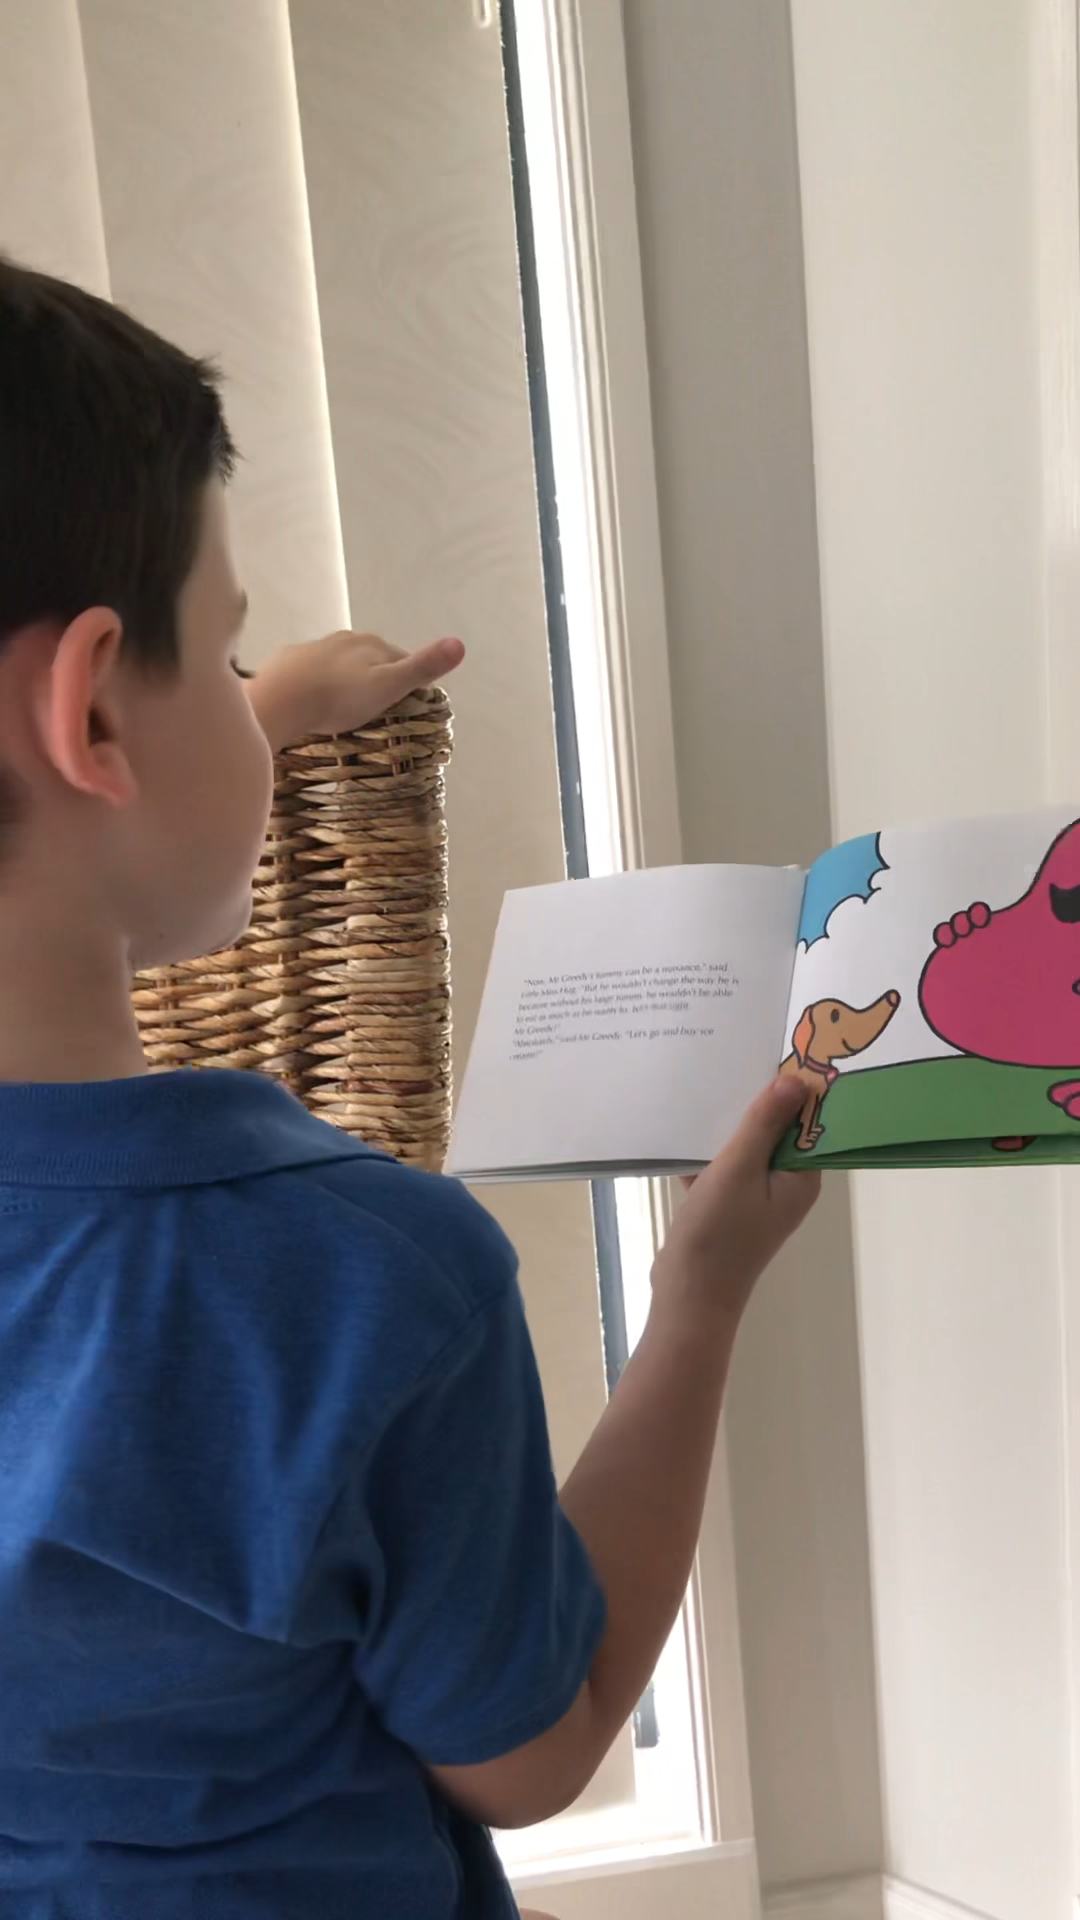 "Now, Mr Greedy's tummy can be a nuisance," said
Little Miss Hug. "But he wouldn't change the way he is
because without his large tummy, he wouldn't be able
to eat as much as he wants to. Isn't that right,
Mr Greedy?"
"Absolutely," said Mr Greedy. "Let's go and buy ice
cream!"